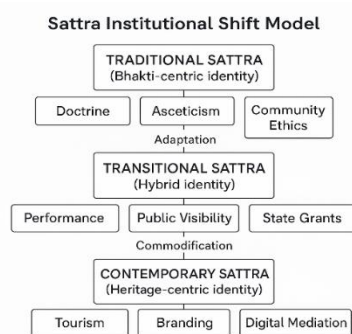 Sattra Institutional Shift Model
TRADITIONAL SATTRA
(Bhakti-centric identity)
Doctrine
Asceticism
Community
Ethics
Adaptation
TRANSITIONAL SATTRA
(Hybrid identity)
Performance
Public Visibility
State Grants
Commodification
CONTEMPORARY SATTRA
(Heritage-centric identity)
Tourism
Branding
Digital Mediation